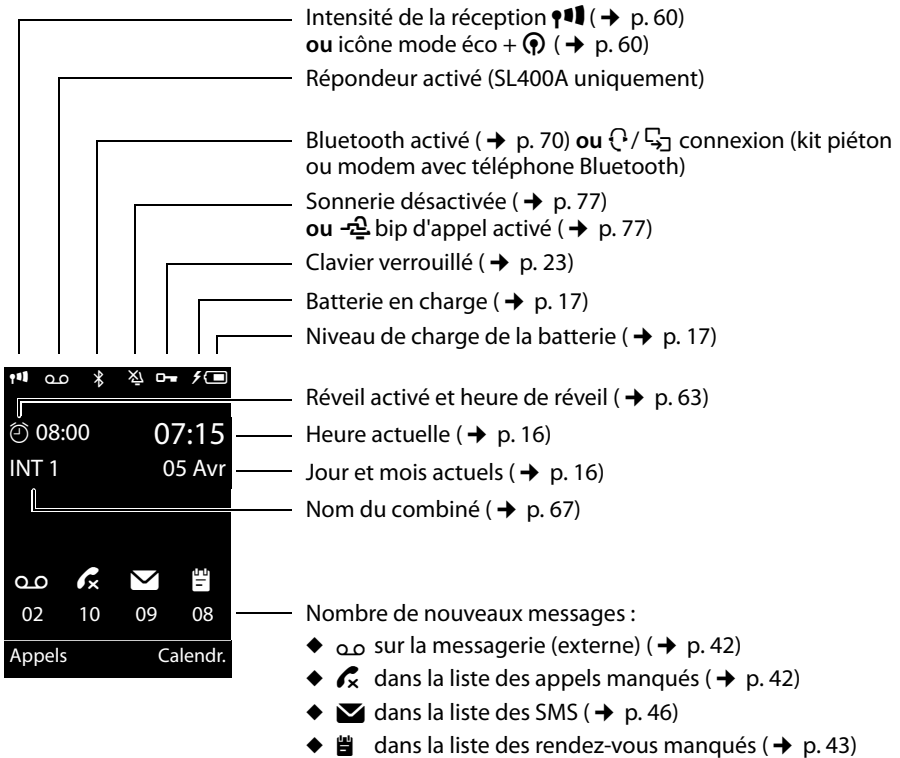 Intensité de la réception (➔ p. 60)
ou icône mode éco + (➔ p. 60)
Répondeur activé (SL400A uniquement)
Bluetooth activé (➔ p. 70) ou / connexion (kit piéton
ou modem avec téléphone Bluetooth)
Sonnerie désactivée (➔ p. 77)
ou bip d'appel activé (➔ p. 77)
Clavier verrouillé (➔ p. 23)
Batterie en charge (➔ p. 17)
Niveau de charge de la batterie (➔ p. 17)
Réveil activé et heure de réveil (➔ p. 63)
08:00 07:15
Heure actuelle (➔ p. 16)
INT 1 05 Avr
Jour et mois actuels (➔ p. 16)
Nom du combiné (➔ p. 67)
02 10 09 08
Appels Calendr.
Nombre de nouveaux messages :
◆ sur la messagerie (externe) (➔ p. 42)
◆ dans la liste des appels manqués (➔ p. 42)
◆ dans la liste des SMS (➔ p. 46)
◆ dans la liste des rendez-vous manqués (➔ p. 43)